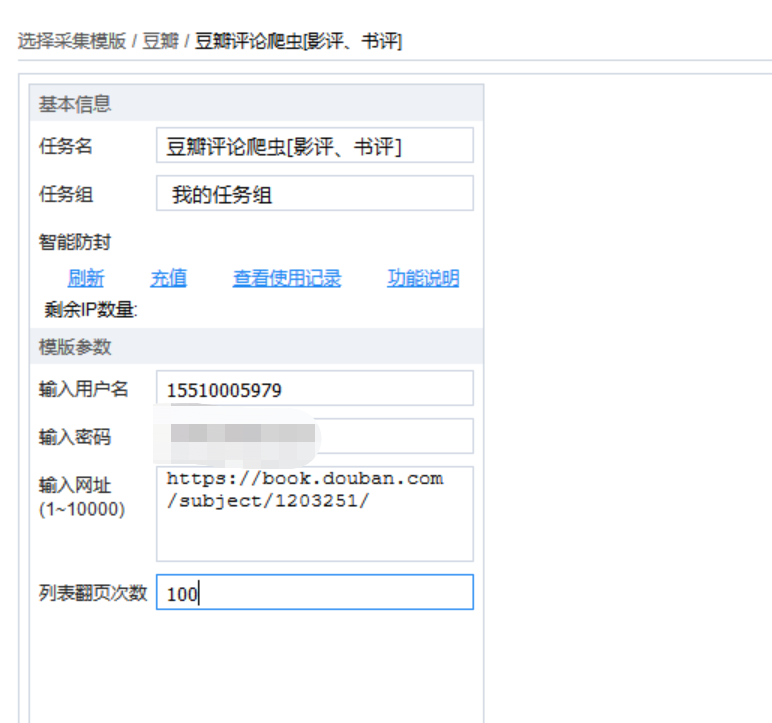 选择采集模版 / 豆瓣 / 豆瓣评论爬虫[影评、书评]
基本信息
任务名 豆瓣评论爬虫[影评、书评]
任务组 我的任务组
智能防封
刷新 充值 查看使用记录 功能说明
剩余IP数量:
模版参数
输入用户名 15510005979
输入密码
输入网址
(1~10000)
https://book.douban.com
/subject/1203251/
列表翻页次数 100